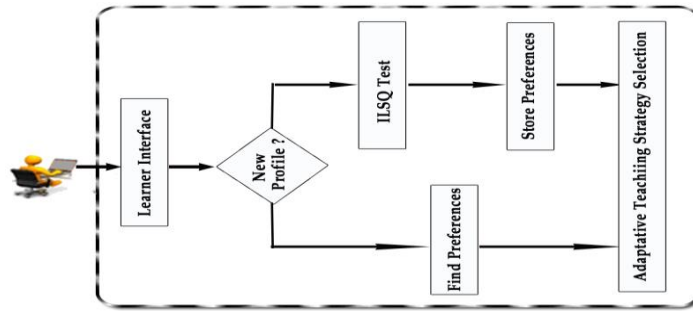 Learner Interface
New
Profile ?
ILSQ Test
Store Preferences
Find Preferences
Adaptative Teachiing Strategy Selection